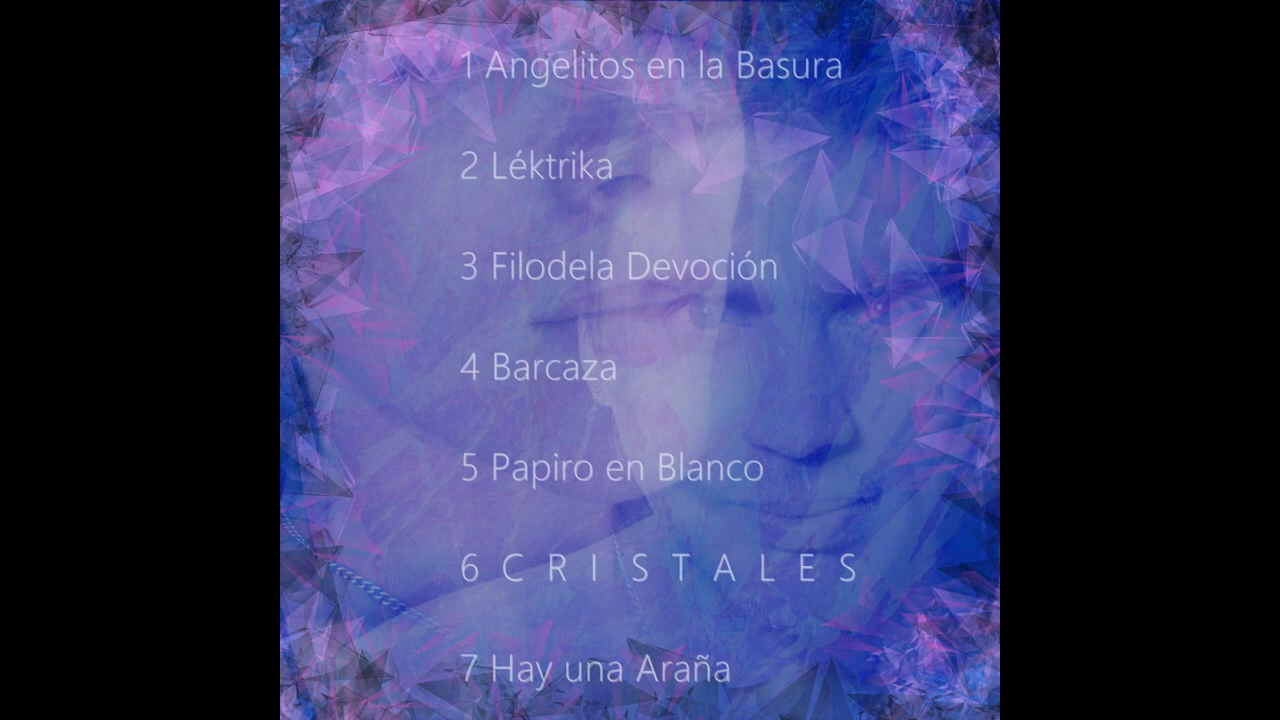 1 Angelitos en la Basura
2 Léktrika
3 Filodela Devoción
4 Barcaza
5 Papiro en Blanco
6 C R I S T A L E S
7 Hay una Araña